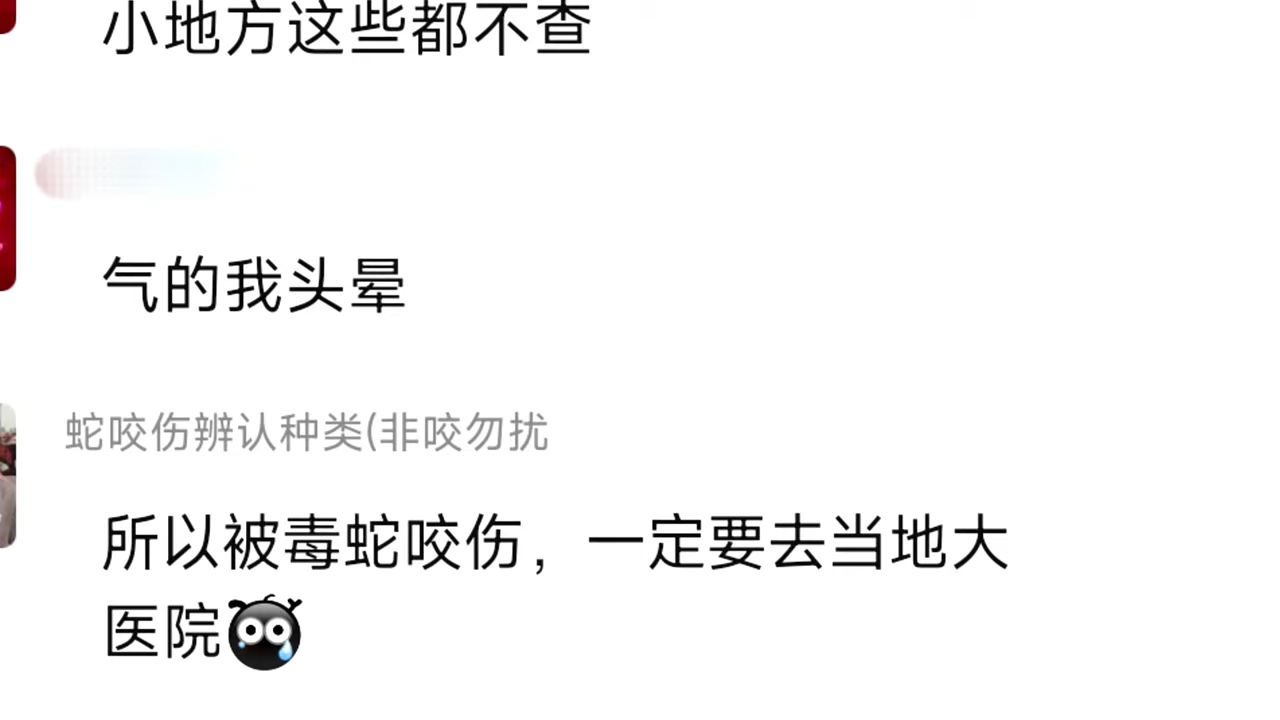 小地方这些都不查
气的我头晕
蛇咬伤辨认种类(非咬勿扰
所以被毒蛇咬伤，一定要去当地大
医院